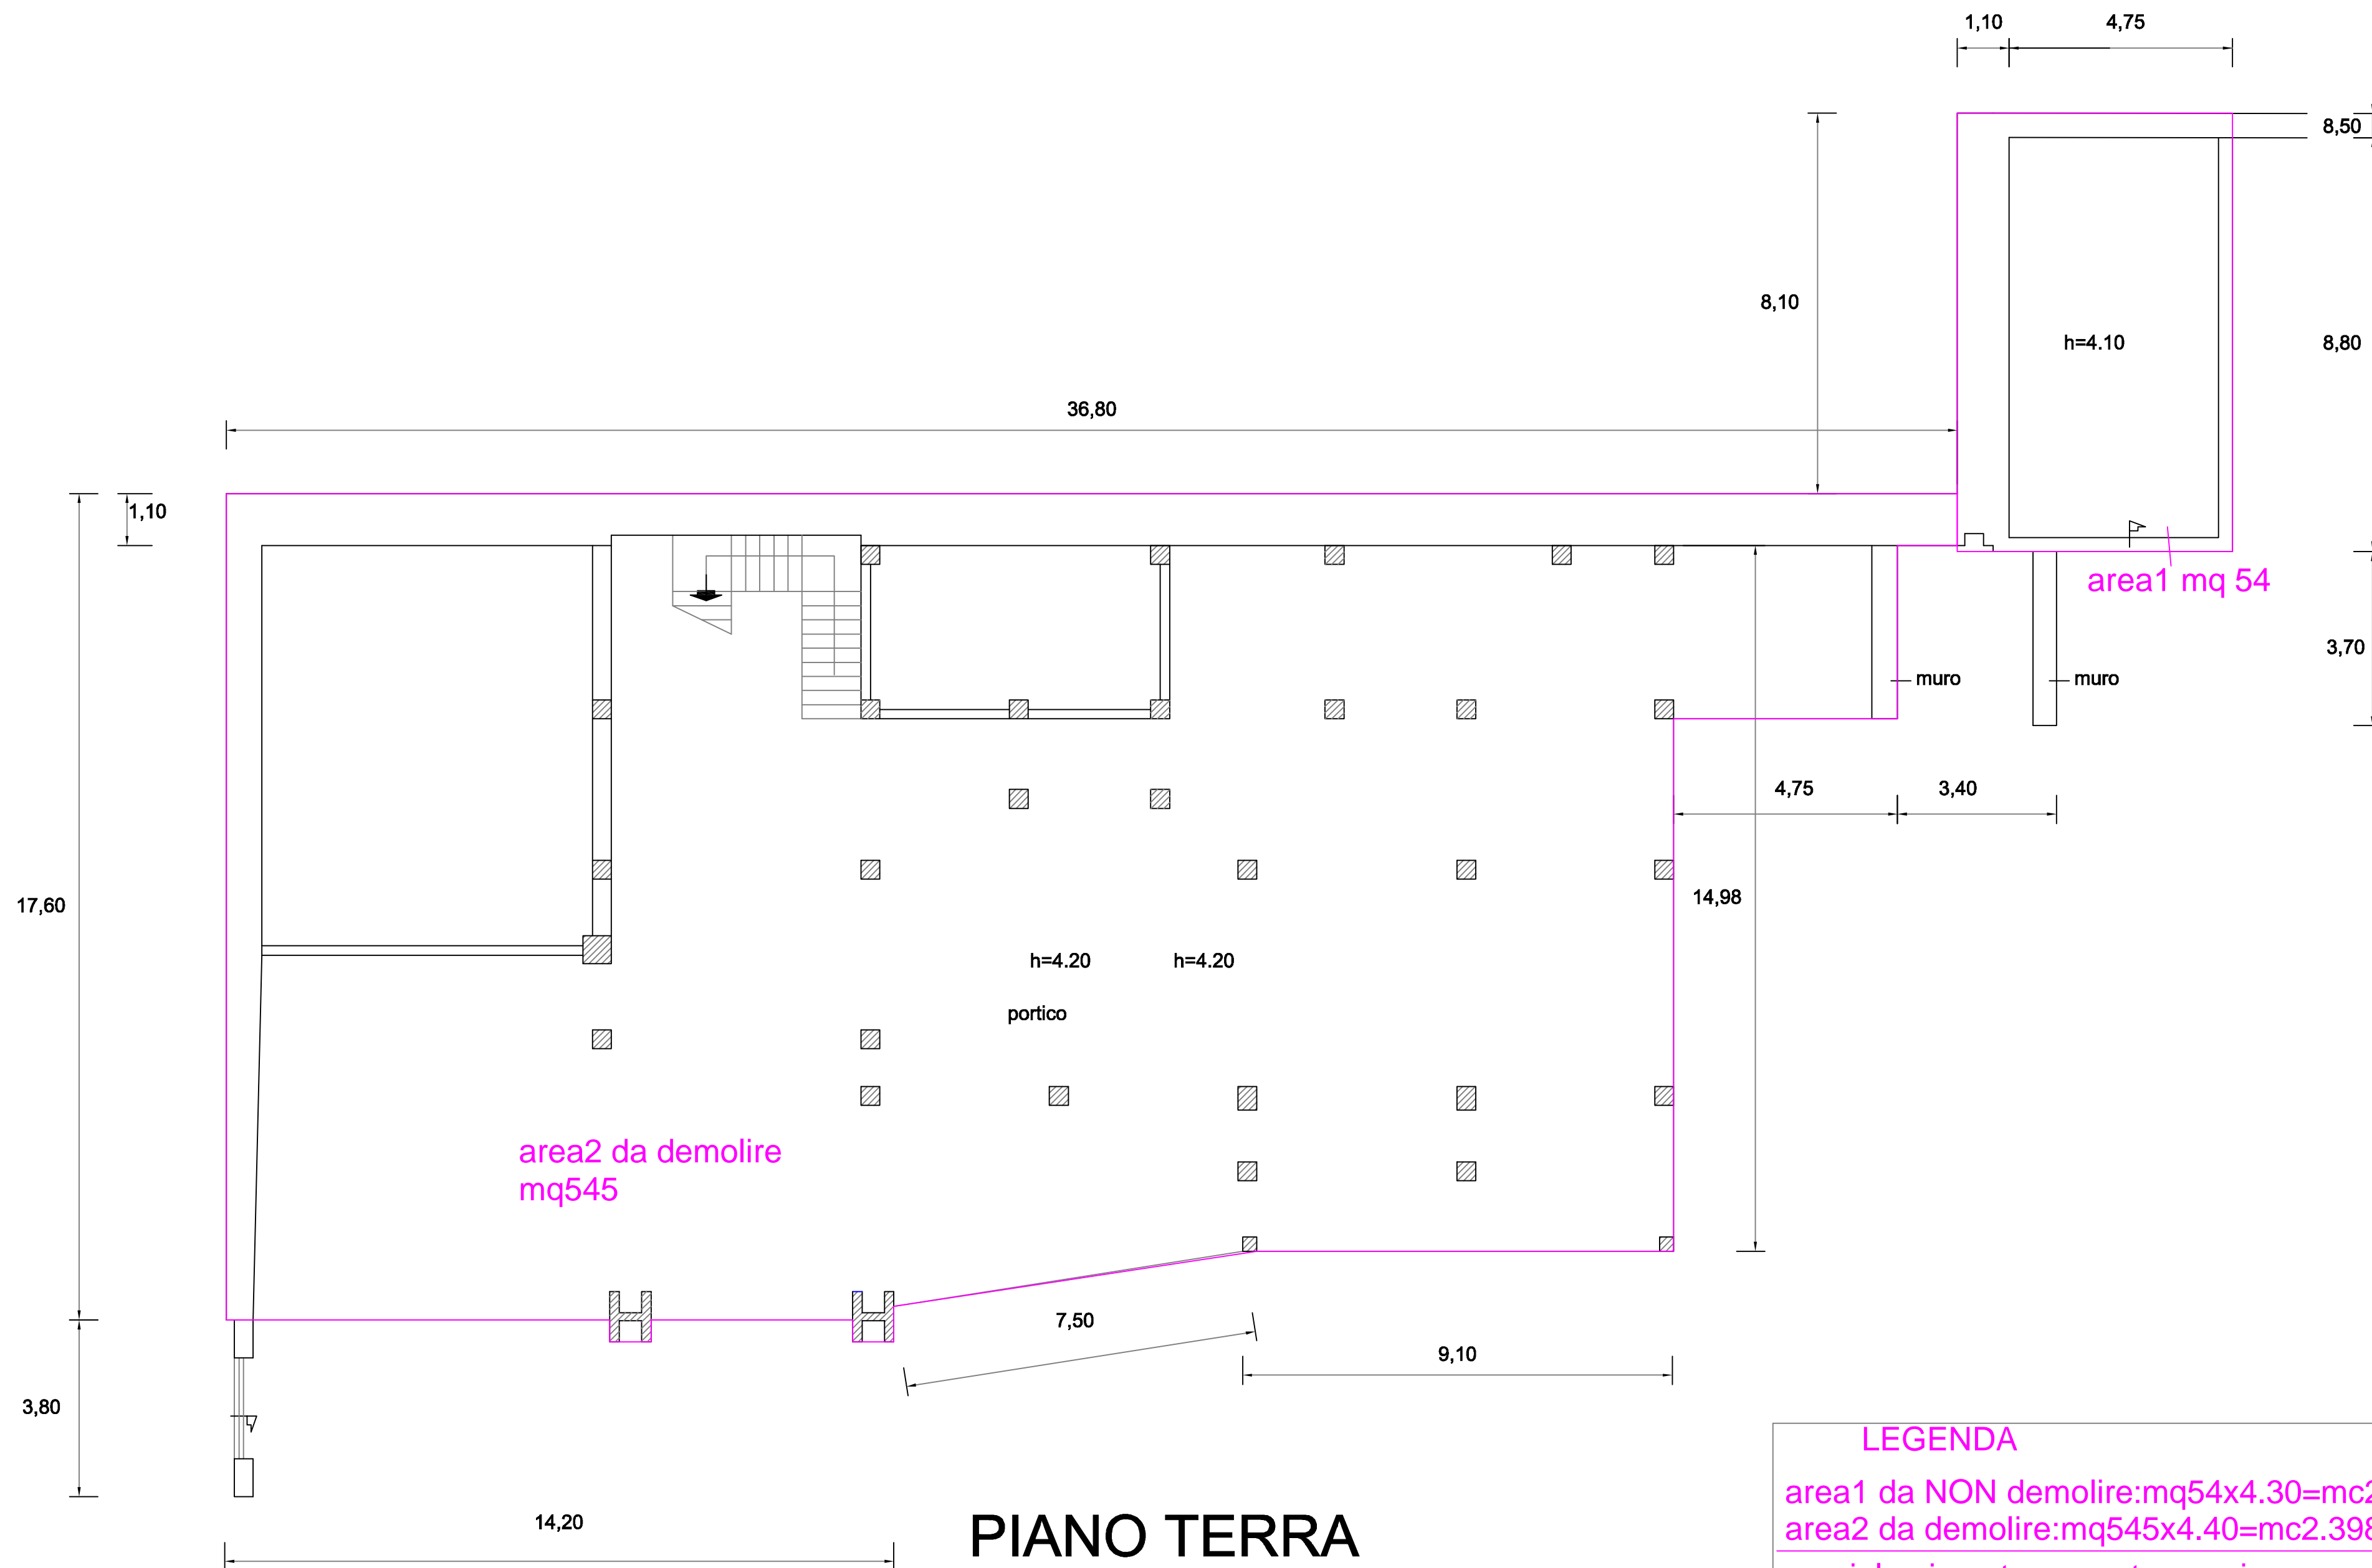 1,10 4,75
8,50
8,10
h=4.10 8,80
36,80
1,10
area1 mq 54
muro muro 3,70
4,75 3,40
17,60 14,98
h=4.20 h=4.20
portico
area2 da demolire
mq545
7,50
9,10
3,80
LEGENDA
area1 da NON demolire:mq54x4.30=mc2
area2 da demolire:mq545x4.40=mc2.398
14,20
PIANO TERRA